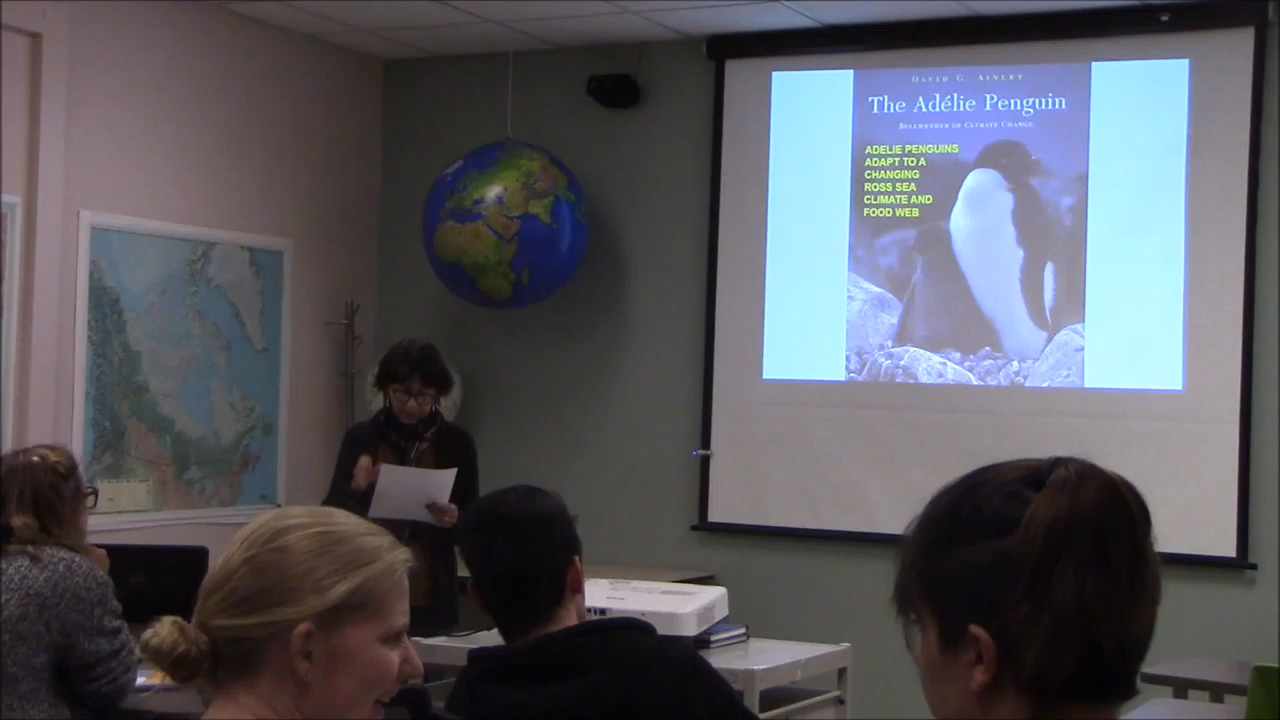 DAVID G. AINLEY
The Adélie Penguin
BELLWETHER OF CLIMATE CHANGE
ADELIE PENGUINS
ADAPT TO A
CHANGING
ROSS SEA
CLIMATE AND
FOOD WEB